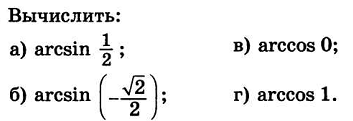 Вычислить:
а) arcsin 1/2;
в) arccos 0;
б) arcsin (-√2/2);
г) arccos 1.